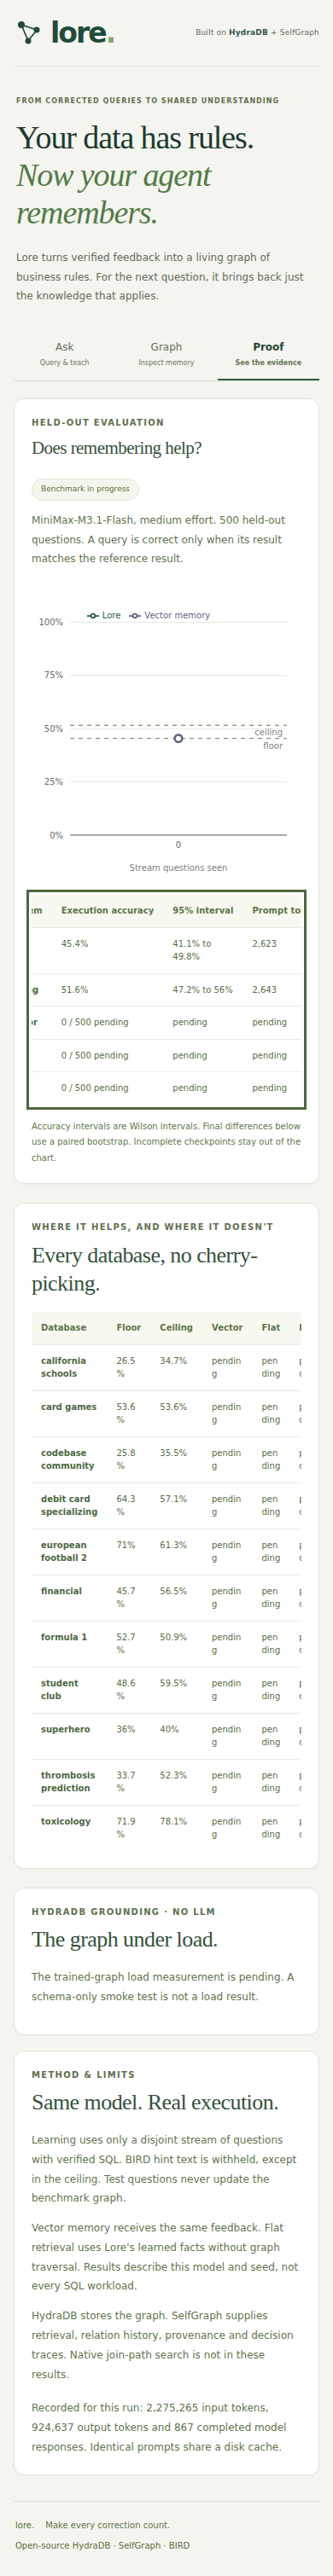 lore.
Built on HydraDB + SelfGraph
FROM CORRECTED QUERIES TO SHARED UNDERSTANDING
Your data has rules.
Now your agent
remembers.
Lore turns verified feedback into a living graph of
business rules. For the next question, it brings back just
the knowledge that applies.
Ask Graph Proof
Query & teach Inspect memory See the evidence
HELD-OUT EVALUATION
Does remembering help?
Benchmark in progress
MiniMax-M3.1-Flash, medium effort. 500 held-out
questions. A query is correct only when its result
matches the reference result.
Lore Vector memory
100%
75%
50%
ceiling
floor
25%
0%
0
Stream questions seen
Execution accuracy 95% interval
45.4% 41.1% to 2,623
49.8%
51.6% 47.2% to 56% 2,643
0 / 500 pending pending pending
0 / 500 pending pending pending
0 / 500 pending pending pending
Accuracy intervals are Wilson intervals. Final differences below
use a paired bootstrap. Incomplete checkpoints stay out of the
chart.
WHERE IT HELPS, AND WHERE IT DOESN'T
Every database, no cherry-
picking.
Database Floor Ceiling Vector Flat
california 26.5 34.7% pendin pen
schools % g ding
card games 53.6 53.6% pendin pen
% g ding
codebase 25.8 35.5% pendin pen
community % g ding
debit card 64.3 57.1% pendin pen
specializing % g ding
european 71% 61.3% pendin pen
football 2 g ding
financial 45.7 56.5% pendin pen
% g ding
formula 1 52.7 50.9% pendin pen
% g ding
student 48.6 59.5% pendin pen
club % g ding
superhero 36% 40% pendin pen
g ding
thrombosis 33.7 52.3% pendin pen
prediction % g ding
toxicology 71.9 78.1% pendin pen
% g ding
HYDRADB GROUNDING · NO LLM
The graph under load.
The trained-graph load measurement is pending. A
schema-only smoke test is not a load result.
METHOD & LIMITS
Same model. Real execution.
Learning uses only a disjoint stream of questions
with verified SQL. BIRD hint text is withheld, except
in the ceiling. Test questions never update the
benchmark graph.
Vector memory receives the same feedback. Flat
retrieval uses Lore's learned facts without graph
traversal. Results describe this model and seed, not
every SQL workload.
HydraDB stores the graph. SelfGraph supplies
retrieval, relation history, provenance and decision
traces. Native join-path search is not in these
results.
Recorded for this run: 2,275,265 input tokens,
924,637 output tokens and 867 completed model
responses. Identical prompts share a disk cache.
lore. Make every correction count.
Open-source HydraDB · SelfGraph · BIRD